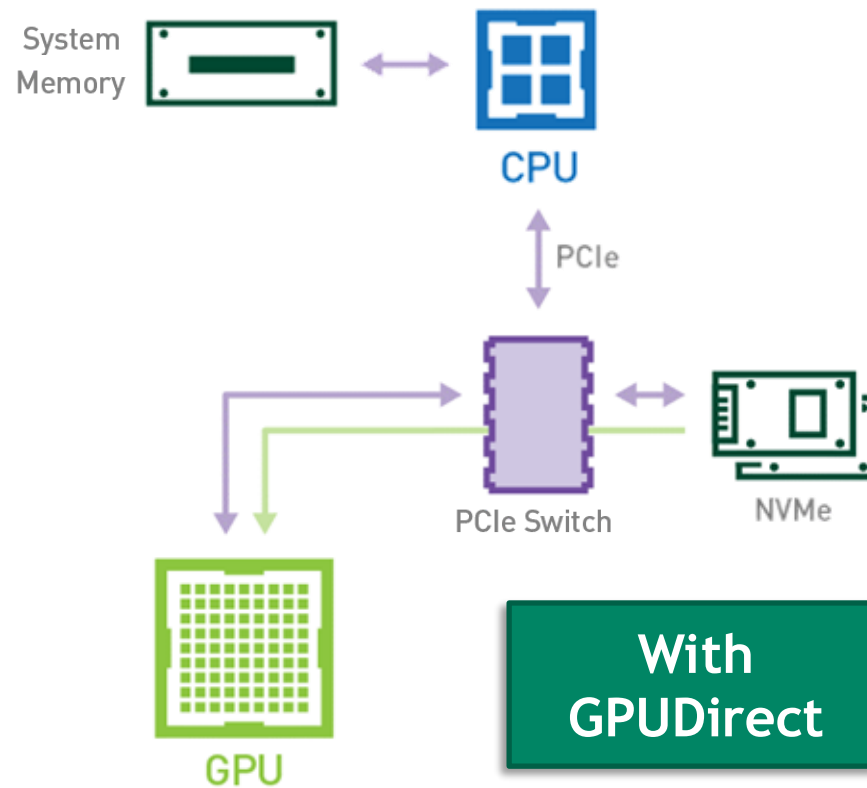 System
Memory
CPU
PCIe
PCIe Switch
NVMe
GPU
With
GPUDirect